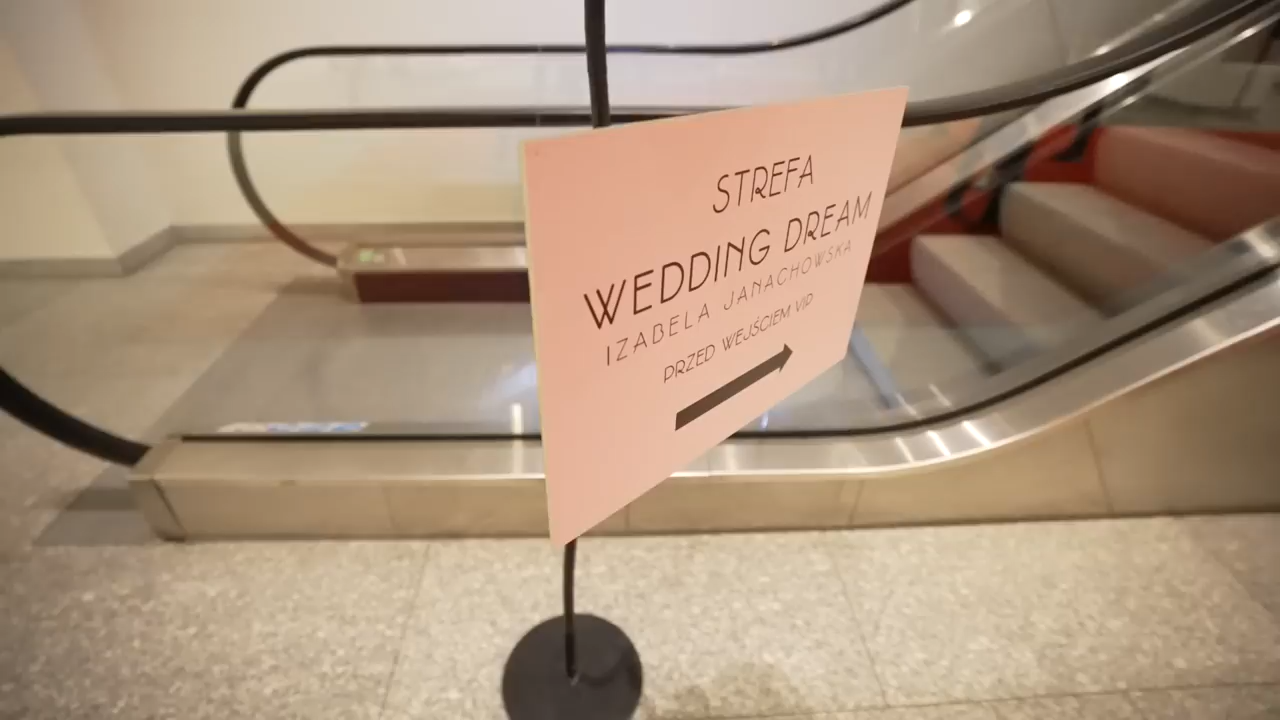 STREFA
WEDDING DREAM
IZABELA JANACHOWSKA
PRZED WEJŚCIEM VIP